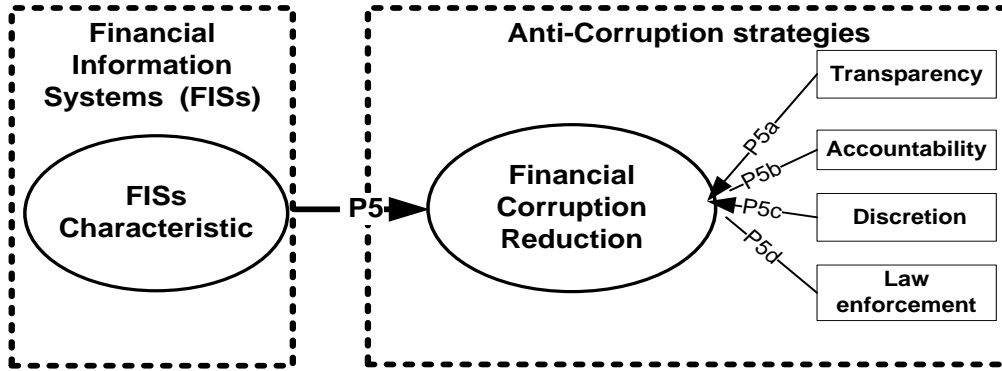 Financial
Information
Systems (FISs)
FISs
Characteristic
P5
Anti-Corruption strategies
Financial
Corruption
Reduction
P5a
P5b
P5c
P5d
Transparency
Accountability
Discretion
Law
enforcement